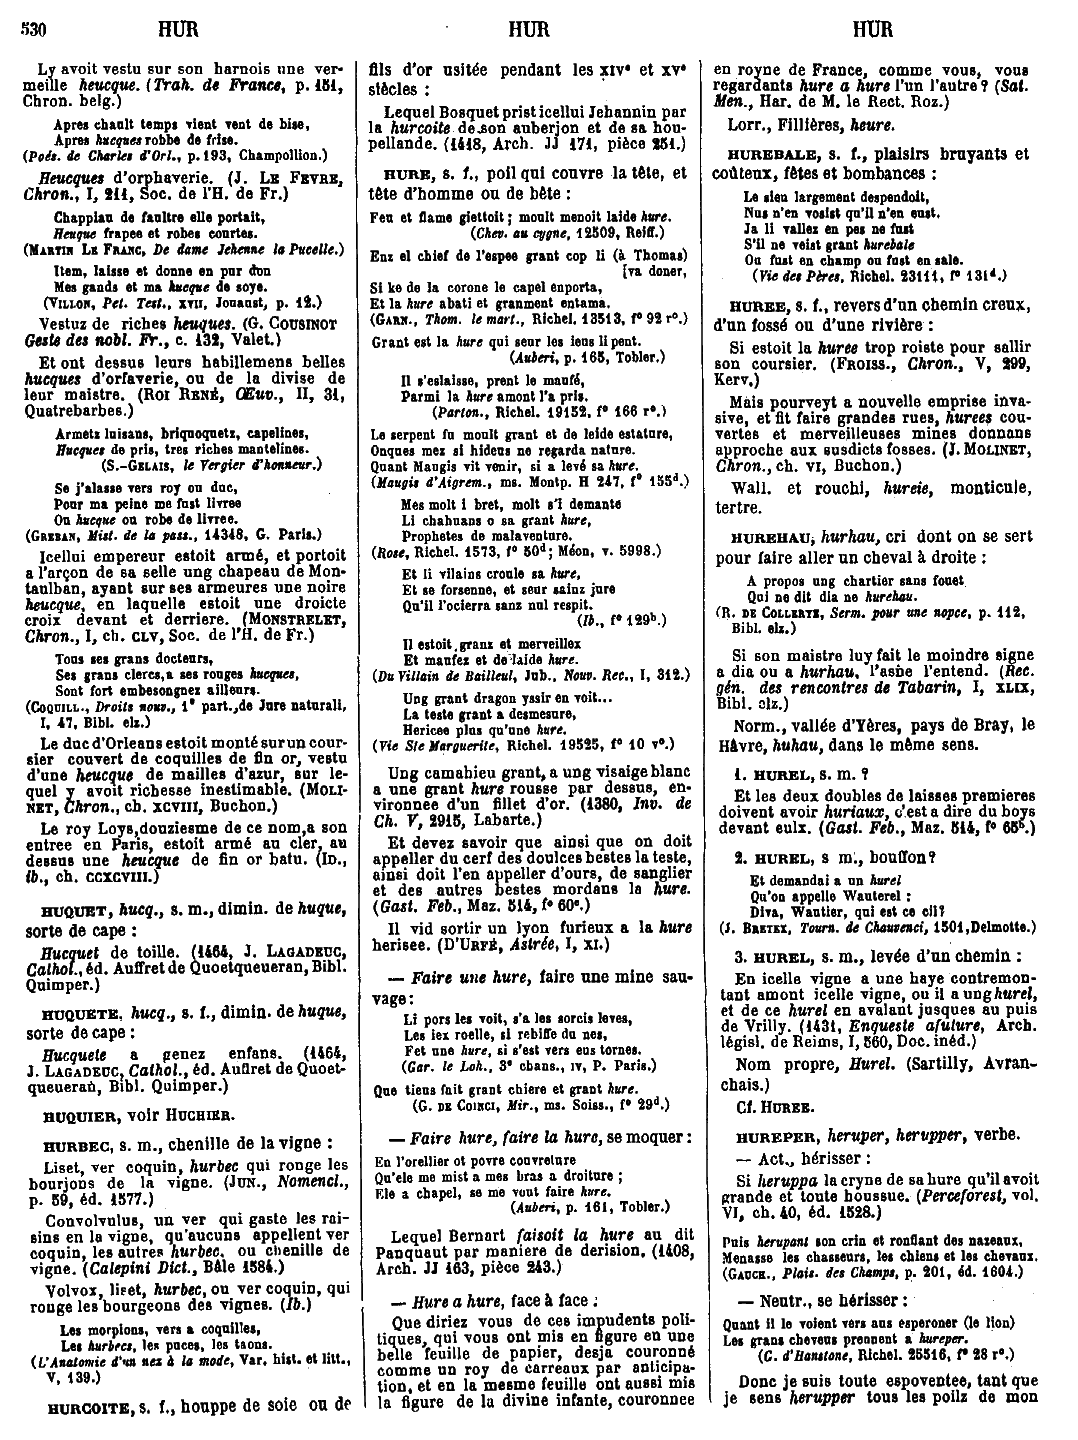 530 HUR HUR HUR
Ly avoit vestu sur son harnois une ver-
meille heucque. (Trah. de France, p. 151,
Chron. belg.)
Apres chault temps vient vent de bise,
Apres hucques robbe de frise.
(Poés. de Charles d'Orl., p. 193, Champollion.)
Heucques d'orphaverie. (J. LE FEVRE,
Chron., I, 211, Soc. de l'H. de Fr.)
Chappiau de faultre elle portait,
Heuque frapee et robes courtes.
(MARTIN LE FRANC, De dame Jehenne la Pucelle.)
Item, laisse et donne en pur don
Mes gands et ma hucque de soye.
(VILLON, Pet. Test., XVII, Jouaust, p. 12.)
Vestuz de riches heuques. (G. COUSINOT
Geste des nobl. Fr., c. 132, Valet.)
Et ont dessus leurs habillemens belles
hucques d'orfaverie, ou de la divise de
leur maistre. (ROI RENÉ, Œuv., II, 31,
Quatrebarbes.)
Armetz luisans, briquoquetz, capelines,
Hucques de pris, tres riches mantelines.
(S.-GELAIS, le Vergier d'honneur.)
Se j'alasse vers roy ou duc,
Pour ma peine me fust livree
Ou hucque ou robe de livree.
(GREBAN, Mist. de la pass., 14348, G. Paris.)
Icellui empereur estoit armé, et portoit
a l'arçon de sa selle ung chapeau de Mon-
taulban, ayant sur ses armeures une noire
heucque, en laquelle estoit une droicte
croix devant et derriere. (MONSTRELET,
Chron., I, ch. CLV, Soc. de l'H. de Fr.)
Tous ses grans docteurs,
Ses grans clercs, a ses rouges hucques,
Sont fort embesongnez ailleurs.
(COQUILL., Droits nouv., 1e part., de Jure naturali,
I, 47, Bibl. elz.)
Le duc d'Orleans estoit monté sur un cour-
sier couvert de coquilles de fin or, vestu
d'une heucque de mailles d'azur, sur le-
quel y avoit richesse inestimable. (MOLI-
NET, Chron., ch. XCVIII, Buchon.)
Le roy Loys, douziesme de ce nom, a son
entree en Paris, estoit armé au cler, au
dessus une heucque de fin or batu. (ID.,
Ib., ch. CCXCVIII.)
HUQUET, hucq., s. m., dimin. de huque,
sorte de cape :
Hucquet de toille. (1464, J. LAGADEUC,
Cathol., éd. Auffret de Quoetqueueran, Bibl.
Quimper.)
HUQUETE, hucq., s. f., dimin. de huque,
sorte de cape :
Hucquete a genez enfans. (1464,
J. LAGADEUC, Cathol., éd. Auffret de Quoet-
queueran, Bibl. Quimper.)
HUQUIER, voir HUCHIER.
HURBEC, s. m., chenille de la vigne :
Liset, ver coquin, hurbec qui ronge les
bourjons de la vigne. (JUN., Nomencl.,
p. 59, éd. 1577.)
Convolvulus, un ver qui gaste les rai-
sins en la vigne, qu'aucuns appellent ver
coquin, les autres hurbec, ou chenille de
vigne. (Calepini Dict., Bâle 1584.)
Volvox, liset, hurbec, ou ver coquin, qui
ronge les bourgeons des vignes. (Ib.)
Les morpions, vers a coquilles,
Les hurbecs, les puces, les taons.
(L'Anatomie d'un nez à la mode, Var. hist. et litt.,
V, 139.)
HURCOITE, s. f., houppe de soie ou de
fils d'or usitée pendant les XIVe et XVe
siècles :
Lequel Bosquet prist icellui Jehannin par
la hurcoite de son auberjon et de sa hou-
pellande. (1418, Arch. JJ 171, pièce 251.)
HURE, s. f., poil qui couvre la tête, et
tête d'homme ou de bête :
Feu et flame giettoit ; moult menoit laide hure.
(Chev. au cygne, 12509, Reiff.)
Enz el chief de l'espee grant cop li (à Thomas)
[va doner,
Si ke de la corone le capel enporta,
Et la hure abati et granment entama.
(GARN., Thom. le mart., Richel. 13513, f° 92 r°.)
Grant est la hure qui seur les iens li pent.
(Auberi, p. 165, Tobler.)
Il s'eslaisse, prent le maufé,
Parmi la hure amont l'a pris.
(Parton., Richel. 19152, f° 166 r°.)
Le serpent fu moult grant et de leide estature,
Onques mez si hideus ne regarda nature.
Quant Maugis vit venir, si a levé sa hure.
(Maugis d'Aigrem., ms. Montp. H 247, f° 155d.)
Mes molt i bret, molt s'i demante
Li chahuans o sa grant hure,
Prophetes de malaventure.
(Rose, Richel. 1573, f° 50d ; Méon, v. 5998.)
Et li vilains croule sa hure,
Et se forsenne, et seur sainz jure
Qu'il l'ocierra sanz nul respit.
(Ib., f° 129b.)
Il estoit granz et merveillex
Et maufez et de laide hure.
(Du Villain de Bailleul, Jub., Nouv. Rec., I, 312.)
Ung grant dragon yssir en voit...
La teste grant a desmesure,
Hericee plus qu'une hure.
(Vie Ste Marguerite, Richel. 19525, f° 10 v°.)
Ung camahieu grant, a ung visaige blanc
a une grant hure rousse par dessus, en-
vironnee d'un fillet d'or. (1380, Inv. de
Ch. V, 2915, Labarte.)
Et devez savoir que ainsi que on doit
appeller du cerf des doulces bestes la teste,
ainsi doit l'en appeller d'ours, de sanglier
et des autres bestes mordans la hure.
(Gast. Feb., Maz. 514, f° 60c.)
Il vid sortir un lyon furieux a la hure
herisee. (D'URFÉ, Astrée, I, XI.)
— Faire une hure, faire une mine sau-
vage :
Li pors les voit, s'a les sorcis leves,
Les iex roelle, si rebiffe du nes,
Fet une hure, si s'est vers eus tornes.
(Gar. le Loh., 3e chans., IV, P. Paris.)
Que tiens fait grant chiere et grant hure.
(G. DE COINCI, Mir., ms. Soiss., f° 29d.)
— Faire hure, faire la hure, se moquer :
En l'orellier ot povre couvreture
Qu'ele me mist a mes bras a droiture ;
Ele a chapel, se me vont faire hure.
(Auberi, p. 161, Tobler.)
Lequel Bernart faisoit la hure au dit
Panquaut par maniere de derision. (1408,
Arch. JJ 163, pièce 243.)
— Hure a hure, face à face :
Que diriez vous de ces impudents poli-
tiques, qui vous ont mis en figure en une
belle feuille de papier, desja couronné
comme un roy de carreaux par anticipa-
tion, et en la mesme feuille ont aussi mis
la figure de la divine infante, couronnee
en royne de France, comme vous, vous
regardants hure a hure l'un l'autre ? (Sat.
Men., Har. de M. le Rect. Roz.)
Lorr., Fillières, heure.
HUREBALE, s. f., plaisirs bruyants et
coûteux, fêtes et bombances :
Le sieu largement despendoit,
Nus n'en vosist qu'il n'en eust.
Ja li vallez en pes ne fust
S'il ne veist grant hurebale
Ou fust en champ ou fust en sale.
(Vie des Pères, Richel. 23111, f° 131d.)
HUREE, s. f., revers d'un chemin creux,
d'un fossé ou d'une rivière :
Si estoit la huree trop roiste pour sallir
son coursier. (FROISS., Chron., V, 299,
Kerv.)
Mais pourveyt a nouvelle emprise inva-
sive, et fit faire grandes rues, hurees cou-
vertes et merveilleuses mines donnans
approche aux susdicts fosses. (J. MOLINET,
Chron., ch. VI, Buchon.)
Wall. et rouchi, hureie, monticule,
tertre.
HUREHAU, hurhau, cri dont on se sert
pour faire aller un cheval à droite :
A propos ung chartier sans fouet
Qui ne dit dia ne hurehau.
(R. DE COLLERYE, Serm. pour une nopce, p. 112,
Bibl. elz.)
Si son maistre luy fait le moindre signe
a dia ou a hurhau, l'asne l'entend. (Rec.
gén. des rencontres de Tabarin, I, XLIX,
Bibl. elz.)
Norm., vallée d'Yères, pays de Bray, le
Hâvre, huhau, dans le même sens.
1. HUREL, s. m. ?
Et les deux doubles de laisses premieres
doivent avoir huriaux, c'est a dire du boys
devant eulz. (Gast. Feb., Maz. 514, f° 65b.)
2. HUREL, s m., bouffon ?
Et demandai a un hurel
Qu'on appelle Wauterel :
Diva, Wautier, qui est ce cil ?
(J. BRETEX, Tourn. de Chauvenci, 1501, Delmotte.)
3. HUREL, s. m., levée d'un chemin :
En icelle vigne a une haye contremon-
tant amont icelle vigne, ou il a ung hurel,
et de ce hurel en avalant jusques au puis
de Vrilly. (1431, Enqueste afuture, Arch.
législ. de Reims, I, 560, Doc. inéd.)
Nom propre, Hurel. (Sartilly, Avran-
chais.)
Cf. HUREE.
HUREPER, heruper, herupper, verbe.
— Act., hérisser :
Si heruppa la cryne de sa hure qu'il avoit
grande et toute houssue. (Perceforest, vol.
VI, ch. 40, éd. 1528.)
Puis herupant son crin et ronflant des nazeaux,
Menasse les chasseurs, les chiens et les chevaux.
(GAUCH., Plais. des Champs, p. 201, éd. 1604.)
— Neutr., se hérisser :
Quant il le voient vers aus esperoner (le lion)
Les grans cheveus prennent a hureper.
(C. d'Hanstone, Richel. 25516, f° 28 r°.)
Donc je suis toute espoventee, tant que
je sens herupper tous les poilz de mon